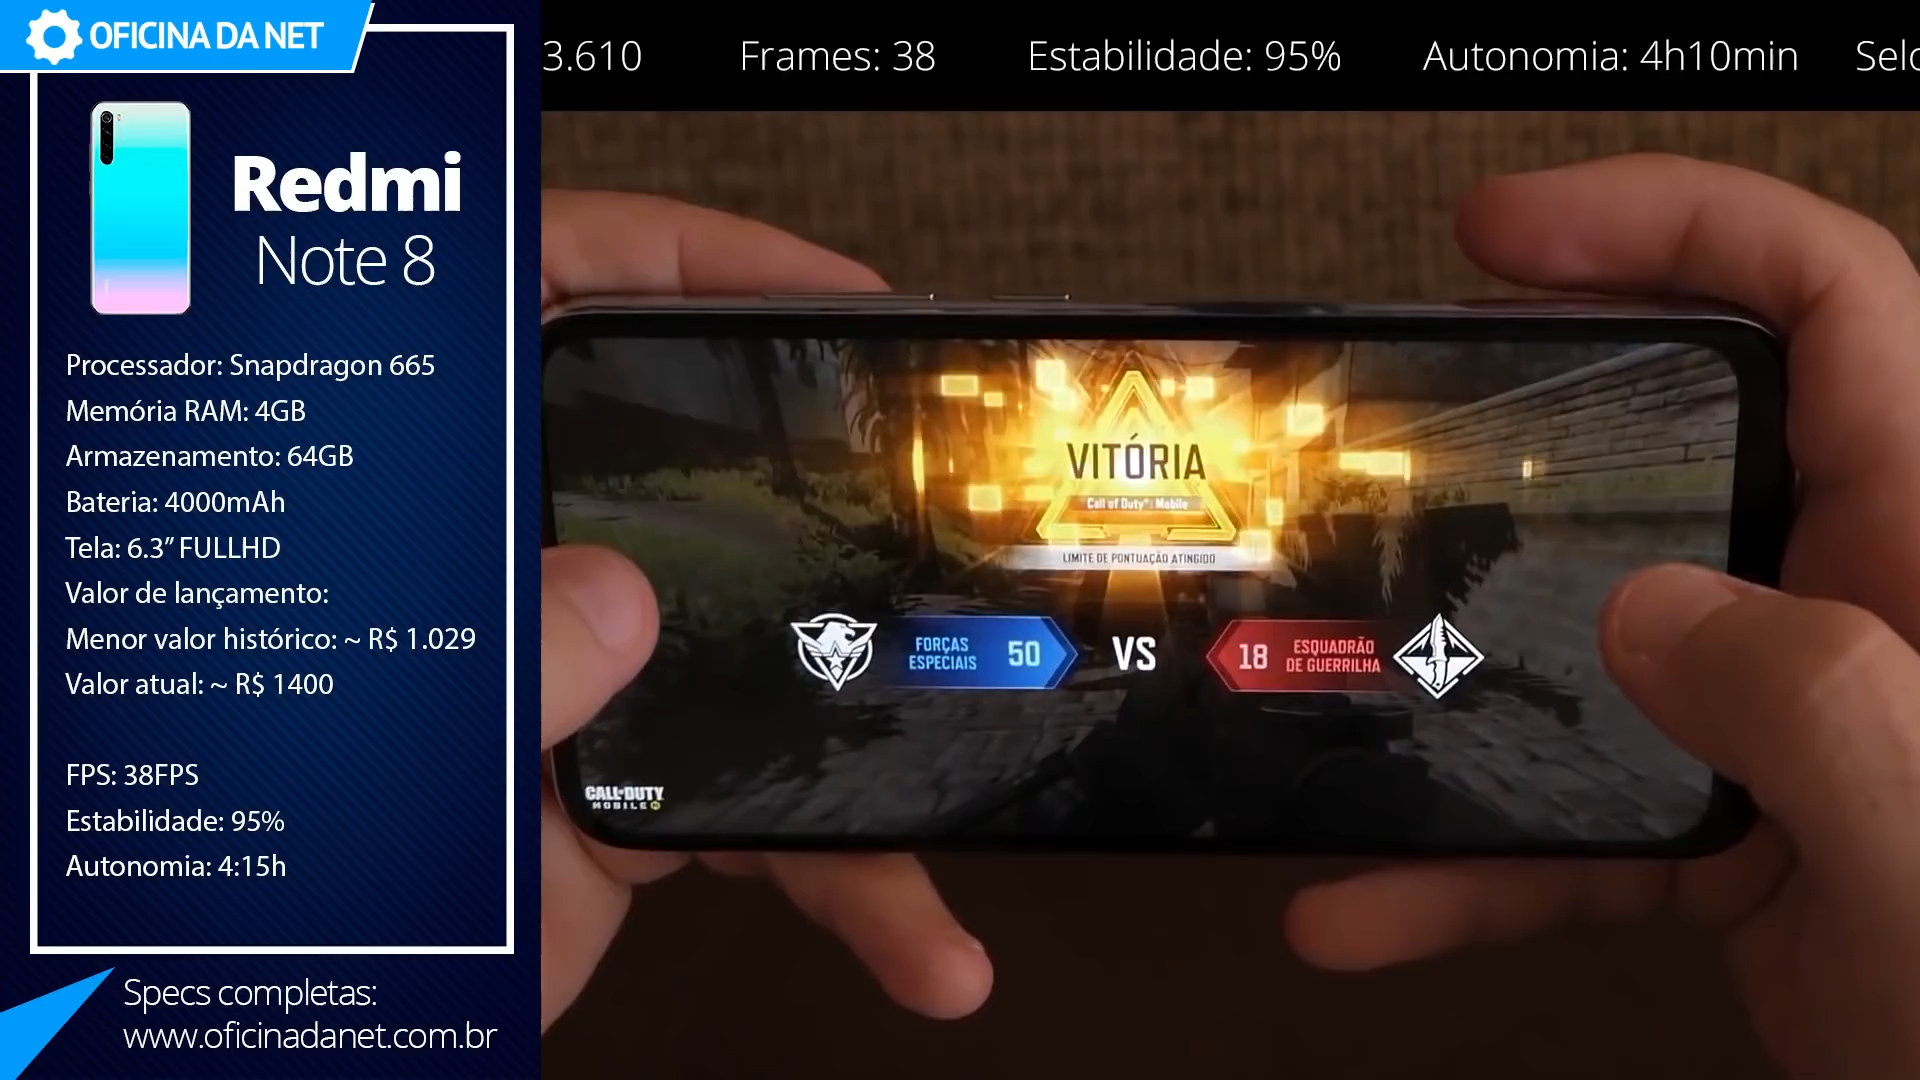 OFICINA DA NET
3.610 Frames: 38 Estabilidade: 95% Autonomia: 4h10min
Redmi
Note 8
Processador: Snapdragon 665
Memória RAM: 4GB
Armazenamento: 64GB
Bateria: 4000mAh
Tela: 6.3” FULLHD
Valor de lançamento:
Menor valor histórico: ~ R$ 1.029
Valor atual: ~ R$ 1400
FPS: 38FPS
Estabilidade: 95%
Autonomia: 4:15h
Specs completas:
www.oficinadanet.com.br
VITÓRIA
Call of Duty®: Mobile
LIMITE DE PONTUAÇÃO ATINGIDO
FORÇAS
ESPECIAIS
50
VS
18
ESQUADRÃO
DE GUERRILHA
CALL OF DUTY
MOBILE